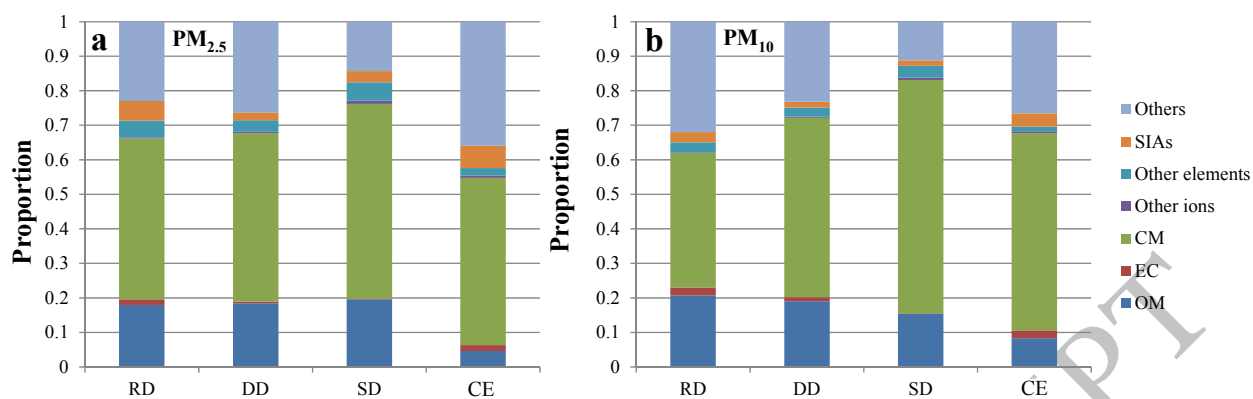 a PM2.5
b PM10
Proportion
1
0.9
0.8
0.7
0.6
0.5
0.4
0.3
0.2
0.1
0
RD DD SD CE
Proportion
1
0.9
0.8
0.7
0.6
0.5
0.4
0.3
0.2
0.1
0
RD DD SD CE
Others
SIAs
Other elements
Other ions
CM
EC
OM
PT